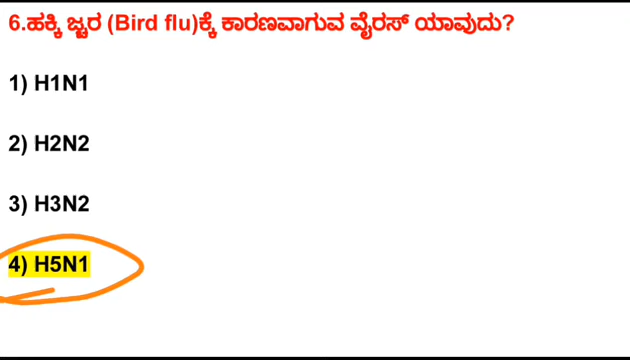 6.ಹಕ್ಕಿ ಜ್ವರ (Bird flu)ಕ್ಕೆ ಕಾರಣವಾಗುವ ವೈರಸ್ ಯಾವುದು?
1) H1N1
2) H2N2
3) H3N2
4) H5N1